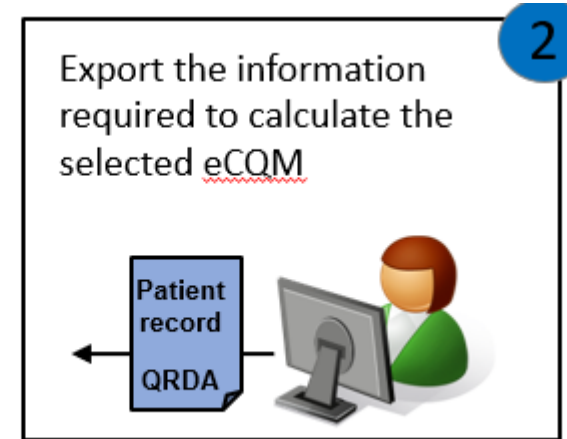 2
Export the information
required to calculate the
selected eCQM
Patient
record
QRDA